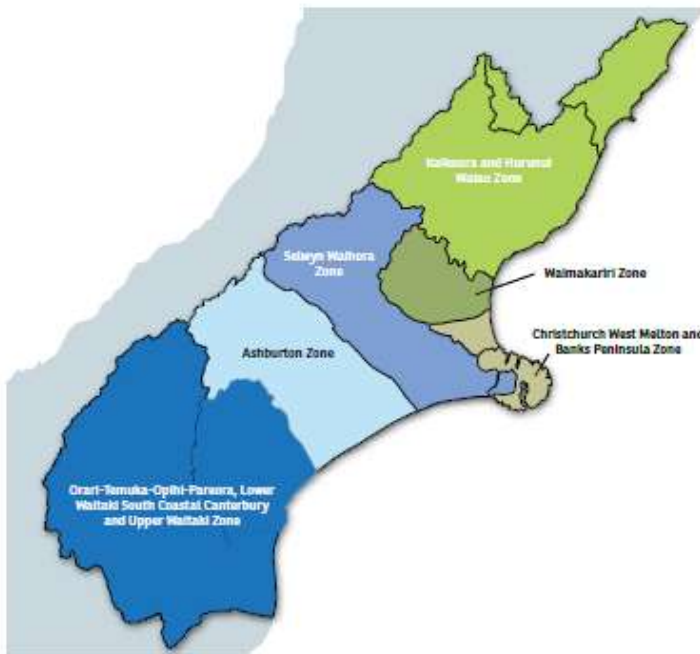 Kaikoura and Hurunui
Waiau Zone
Selwyn Waihora
Zone
Waimakariri Zone
Christchurch West Melton and
Banks Peninsula Zone
Ashburton Zone
Orari-Temuka-Opihi-Pareora, Lower
Waitaki South Coastal Canterbury
and Upper Waitaki Zone